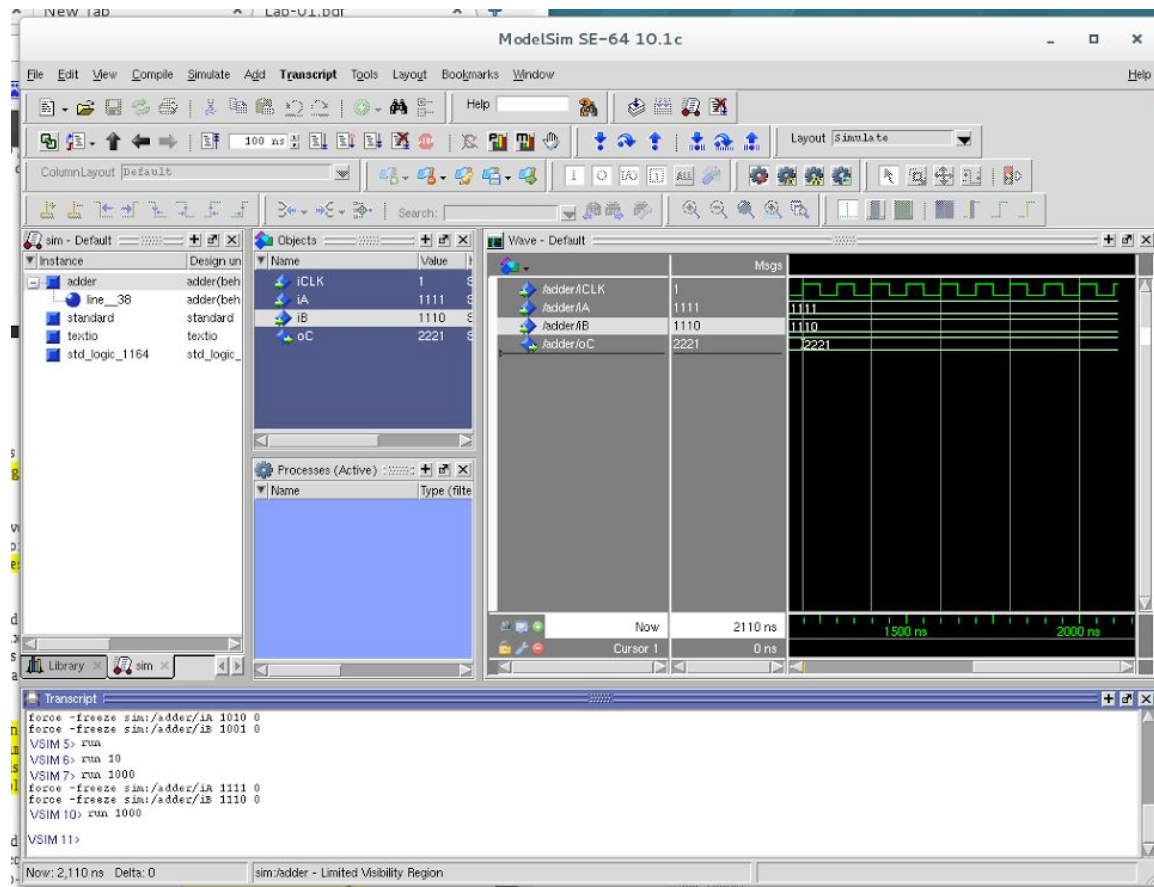 New Tab
Lab-01.pdf
ModelSim SE-64 10.1c
File Edit View Compile Simulate Add Transcript Tools Layout Bookmarks Window Help
Help
100 ns
Layout Simulate
ColumnLayout Default
ALL
Search:
sim - Default
Instance Design un
adder adder(beh
line__38 adder(beh
standard standard
textio textio
std_logic_1164 std_logic_
Library sim
Objects
Name Value
iCLK 1
iA 1111
iB 1110
oC 2221
Processes (Active)
Name Type (filte
Wave - Default
Msgs
/adder/iCLK 1
/adder/iA 1111 1111
/adder/iB 1110 1110
/adder/oC 2221 2221
Now 2110 ns 1500 ns 2000 ns
Cursor 1 0 ns
Transcript
force -freeze sim:/adder/iA 1010 0
force -freeze sim:/adder/iB 1001 0
VSIM 5> run
VSIM 6> run 10
VSIM 7> run 1000
force -freeze sim:/adder/iA 1111 0
force -freeze sim:/adder/iB 1110 0
VSIM 10> run 1000
VSIM 11>
Now: 2,110 ns Delta: 0 sim:/adder - Limited Visibility Region